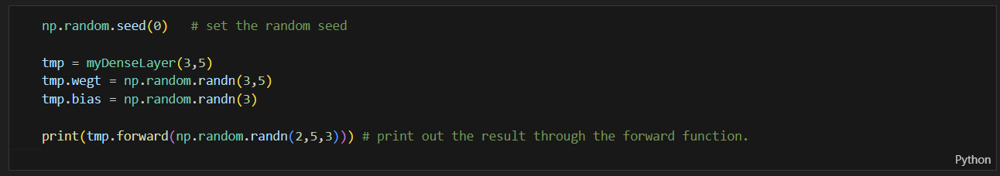 np.random.seed(0)   # set the random seed
tmp = myDenseLayer(3,5)
tmp.wegt = np.random.randn(3,5)
tmp.bias = np.random.randn(3)
print(tmp.forward(np.random.randn(2,5,3))) # print out the result through the forward function.
Python